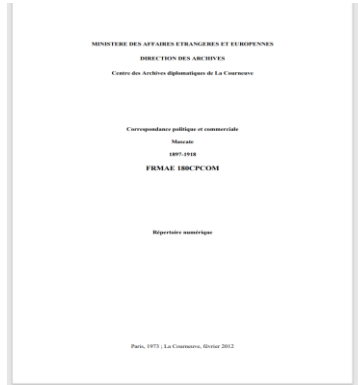 MINISTERE DES AFFAIRES ETRANGERES ET EUROPENNES
DIRECTION DES ARCHIVES
Centre des Archives diplomatiques de La Courneuve
Correspondance politique et commerciale
Mascate
1897-1918
FRMAE 180CPCOM
Répertoire numérique
Paris, 1973 ; La Courneuve, février 2012